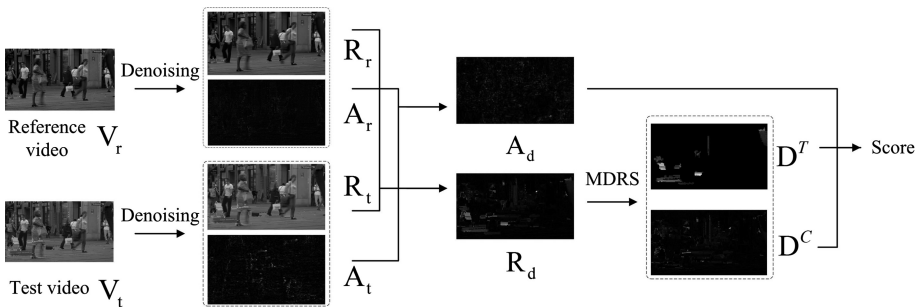 Reference video V_r
Denoising
R_r
A_r
Test video V_t
Denoising
R_t
A_t
A_d
R_d
MDRS
D^T
D^C
Score